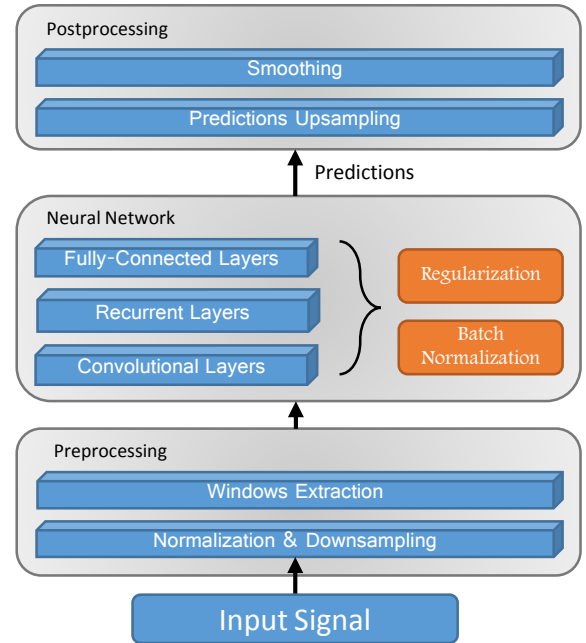 Postprocessing
Smoothing
Predictions Upsampling
Predictions
Neural Network
Fully-Connected Layers
Recurrent Layers
Convolutional Layers
Regularization
Batch
Normalization
Preprocessing
Windows Extraction
Normalization & Downsampling
Input Signal